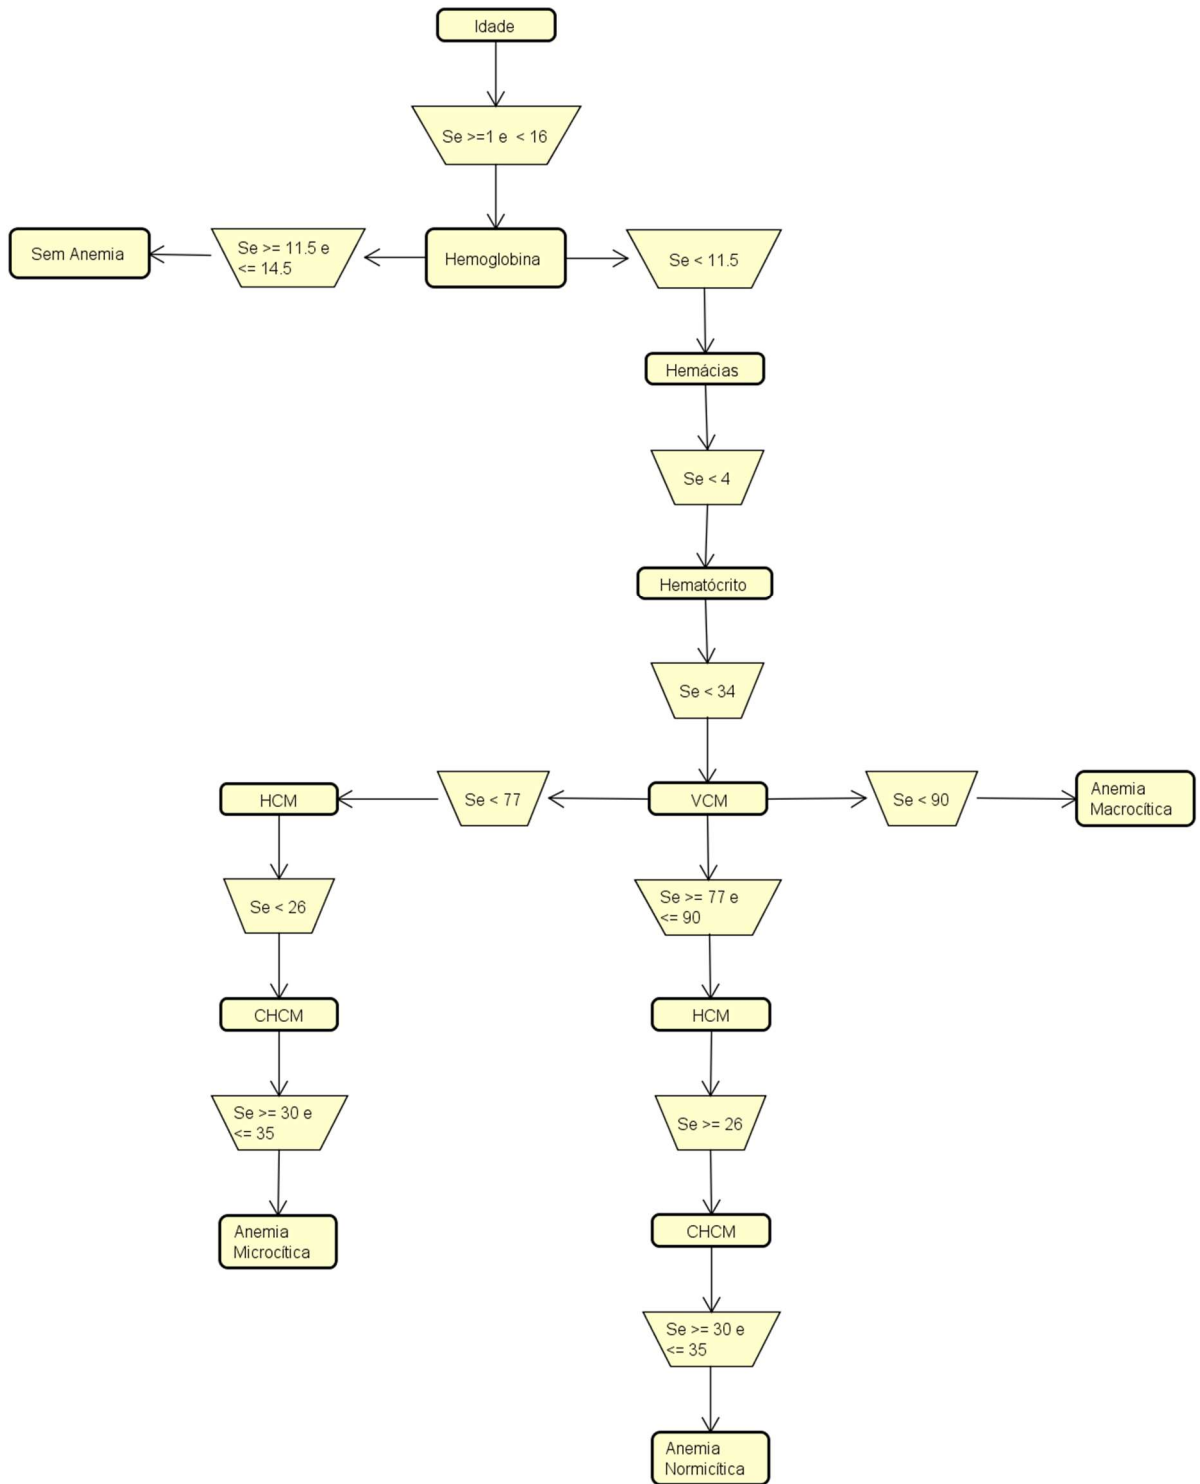 Idade
Se >=1 e < 16
Sem Anemia
Se >= 11.5 e
<= 14.5
Hemoglobina
Se < 11.5
Hemácias
Se < 4
Hematócrito
Se < 34
HCM
Se < 77
VCM
Se < 90
Anemia
Macrocítica
Se < 26
Se >= 77 e
<= 90
CHCM
HCM
Se >= 30 e
<= 35
Se >= 26
Anemia
Microcítica
CHCM
Se >= 30 e
<= 35
Anemia
Normicítica